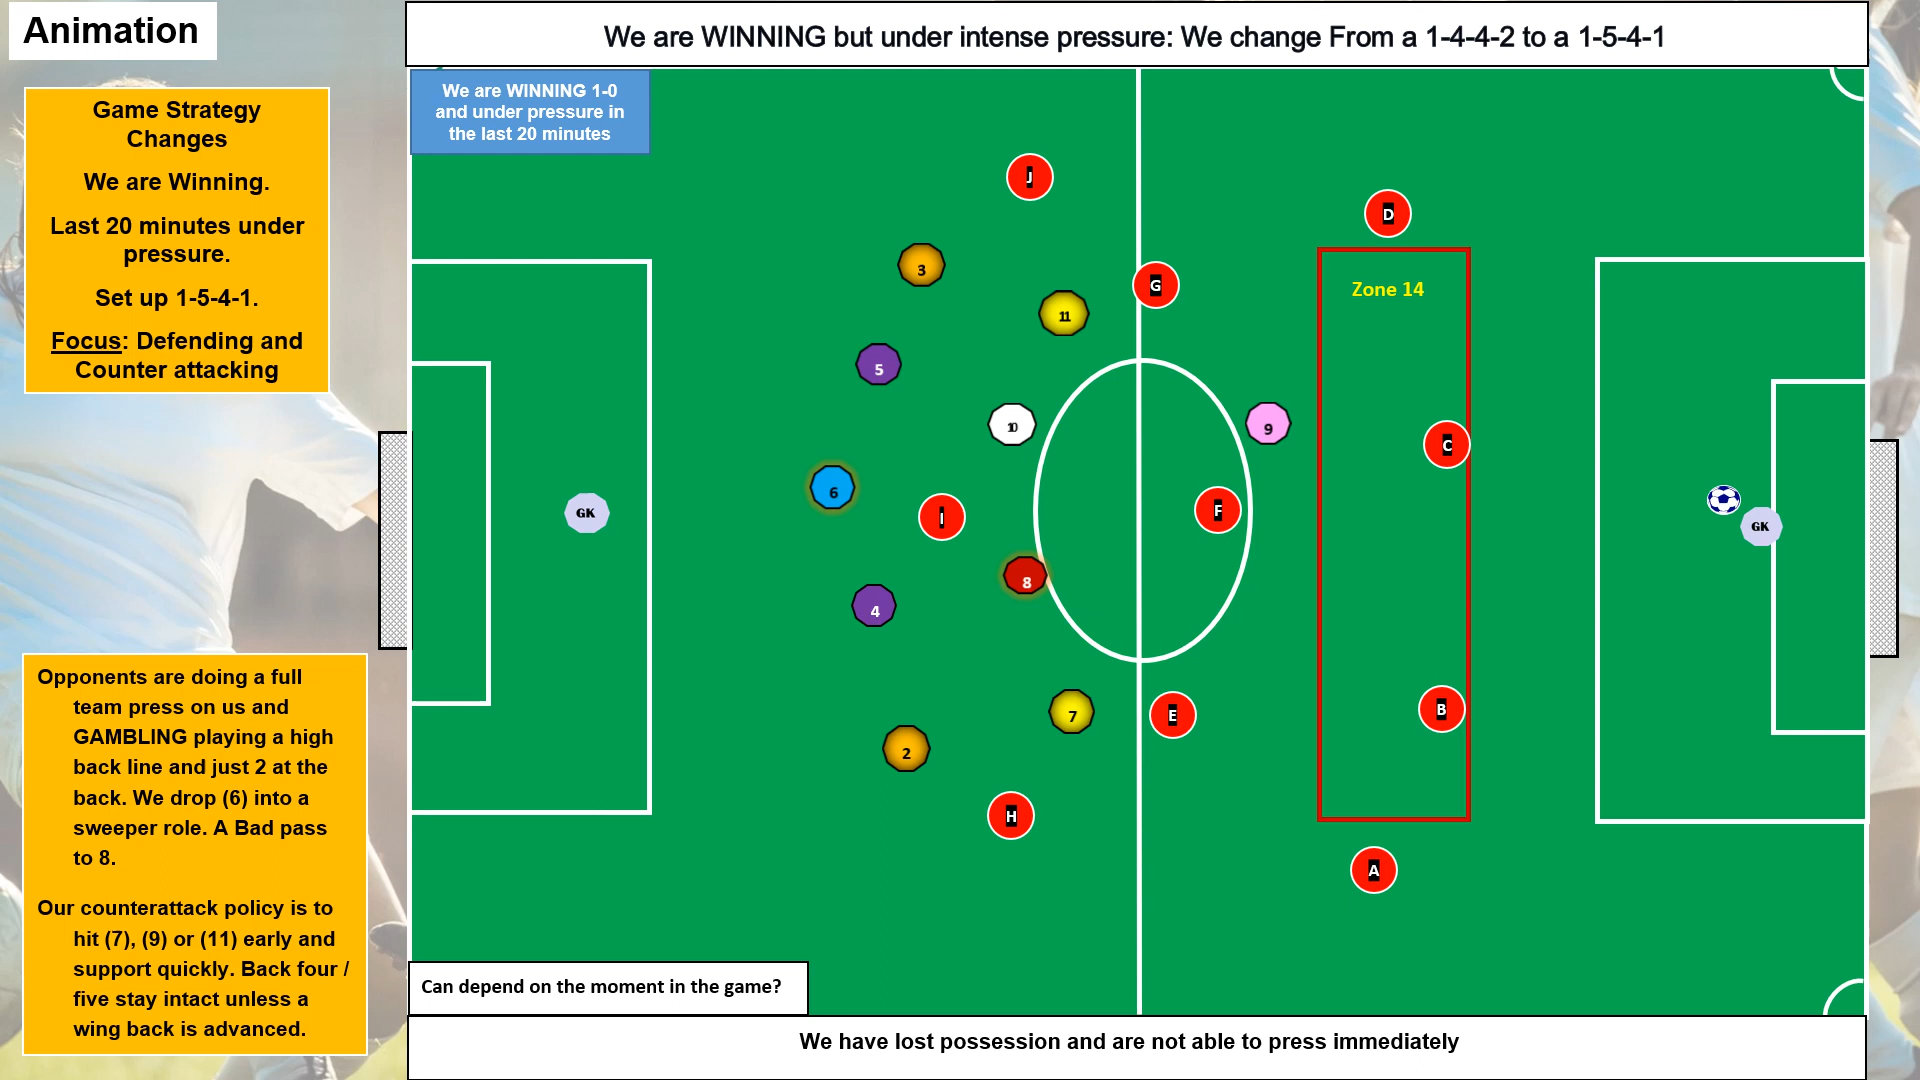 Animation
We are WINNING but under intense pressure: We change From a 1-4-4-2 to a 1-5-4-1
Game Strategy
Changes
We are Winning.
Last 20 minutes under
pressure.
Set up 1-5-4-1.
Focus: Defending and
Counter attacking
We are WINNING 1-0
and under pressure in
the last 20 minutes
J
D
3
G
Zone 14
11
5
10
9
C
6
GK
I
F
GK
8
4
B
7
E
2
H
A
Opponents are doing a full
team press on us and
GAMBLING playing a high
back line and just 2 at the
back. We drop (6) into a
sweeper role. A Bad pass
to 8.
Our counterattack policy is to
hit (7), (9) or (11) early and
support quickly. Back four /
five stay intact unless a
wing back is advanced.
Can depend on the moment in the game?
We have lost possession and are not able to press immediately